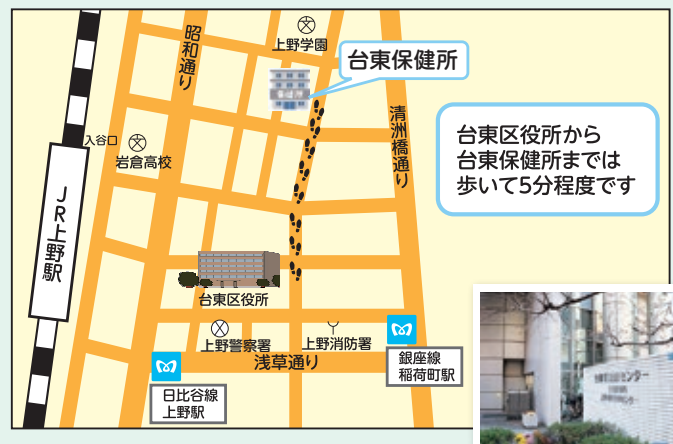 上野学園
台東保健所
昭和通り
清洲橋通り
台東区役所から
台東保健所までは
歩いて5分程度です
入谷口
岩倉高校
JR上野駅
台東区役所
上野警察署
上野消防署
浅草通り
銀座線
稲荷町駅
日比谷線
上野駅